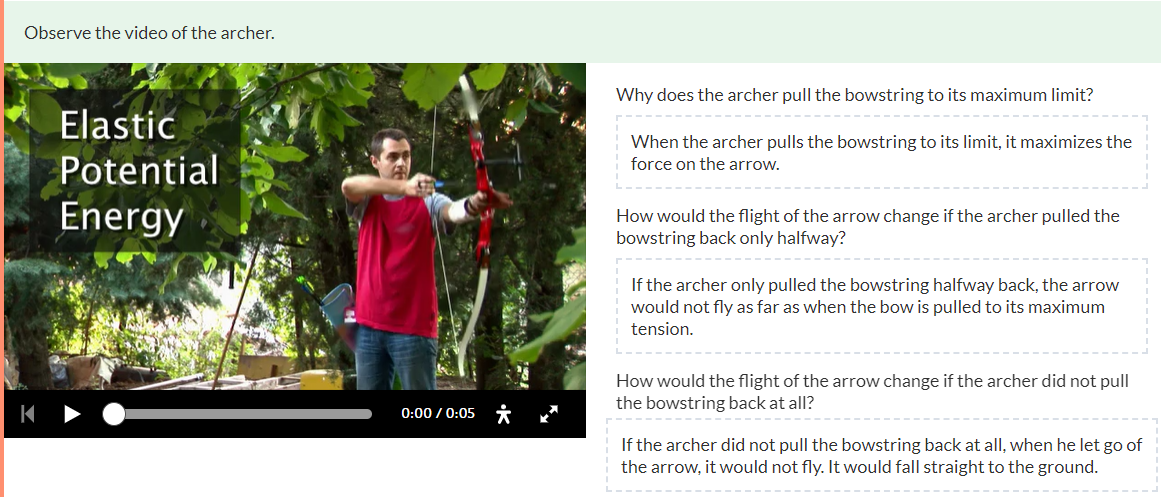 Observe the video of the archer.
Elastic
Potential
Energy
0:00 / 0:05
Why does the archer pull the bowstring to its maximum limit?
When the archer pulls the bowstring to its limit, it maximizes the
force on the arrow.
How would the flight of the arrow change if the archer pulled the
bowstring back only halfway?
If the archer only pulled the bowstring halfway back, the arrow
would not fly as far as when the bow is pulled to its maximum
tension.
How would the flight of the arrow change if the archer did not pull
the bowstring back at all?
If the archer did not pull the bowstring back at all, when he let go of
the arrow, it would not fly. It would fall straight to the ground.